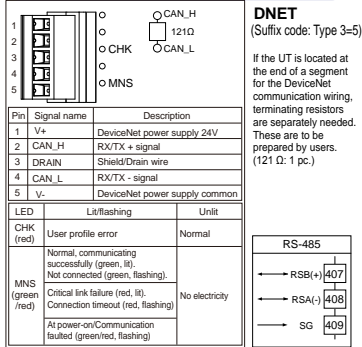 1
2
3
4
5
CHK
MNS
CAN_H
121Ω
CAN_L
Pin Signal name Description
1 V+ DeviceNet power supply 24V
2 CAN_H RX/TX + signal
3 DRAIN Shield/Drain wire
4 CAN_L RX/TX - signal
5 V- DeviceNet power supply common
LED Lit/flashing Unlit
CHK
(red) User profile error Normal
MNS
(green
/red)
Normal, communicating
successfully (green, lit).
Not connected (green, flashing).
Critical link failure (red, lit).
Connection timeout (red, flashing)
At power-on/Communication
faulted (green/red, flashing)
No electricity
DNET
(Suffix code: Type 3=5)
If the UT is located at
the end of a segment
for the DeviceNet
communication wiring,
terminating resistors
are separately needed.
These are to be
prepared by users.
(121 Ω: 1 pc.)
RS-485
RSB(+) 407
RSA(-) 408
SG 409